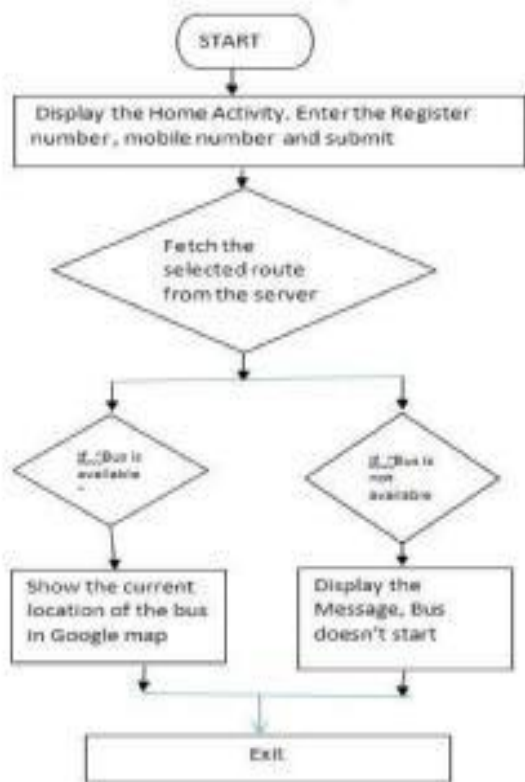 START
Display the Home Activity. Enter the Register
number, mobile number and submit
Fetch the
selected route
from the server
If Bus is
available
If Bus is
not
available
Show the current
location of the bus
in Google map
Display the
Message, Bus
doesn't start
Exit